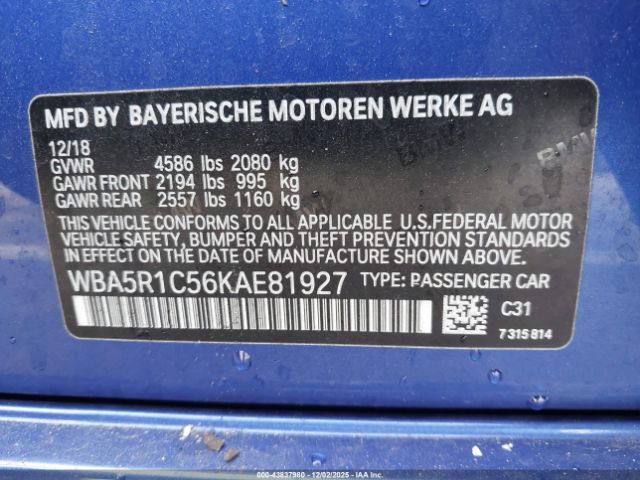 MFD BY BAYERISCHE MOTOREN WERKE AG
12/18
GVWR 4586 lbs 2080 kg
GAWR FRONT 2194 lbs 995 kg
GAWR REAR 2557 lbs 1160 kg
THIS VEHICLE CONFORMS TO ALL APPLICABLE U.S.FEDERAL MOTOR
VEHICLE SAFETY, BUMPER AND THEFT PREVENTION
STANDARDS IN EFFECT ON THE DATE OF MANUFACTURE SHOWN ABOVE.
WBA5R1C56KAE81927 TYPE: PASSENGER CAR
C31
7315814
000-43837980 | 12/02/2025 - IAA Inc.